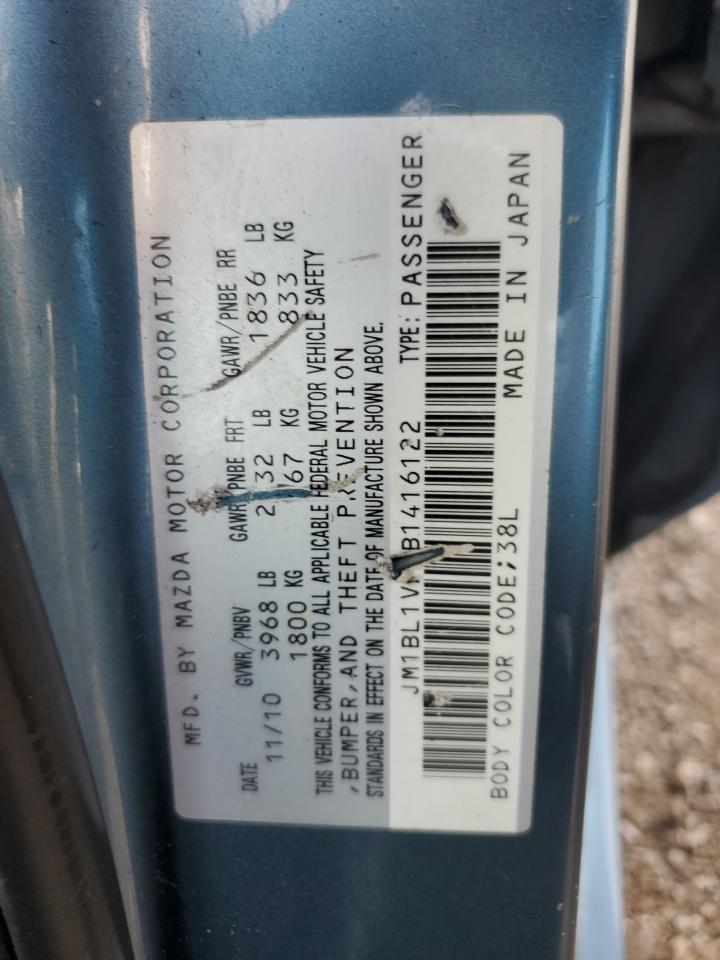 MFD. BY MAZDA MOTOR CORPORATION
DATE GVWR/PNBV GAWR/PNBE FRT GAWR/PNBE RR
11/10 3968 LB LB 1836 LB
1800 KG KG 833 KG
THIS VEHICLE CONFORMS TO ALL APPLICABLE FEDERAL MOTOR VEHICLE SAFETY
,BUMPER,AND THEFT PREVENTION
STANDARDS IN EFFECT ON THE DATE OF MANUFACTURE SHOWN ABOVE.
TYPE: PASSENGER
BODY COLOR CODE;38L MADE IN JAPAN